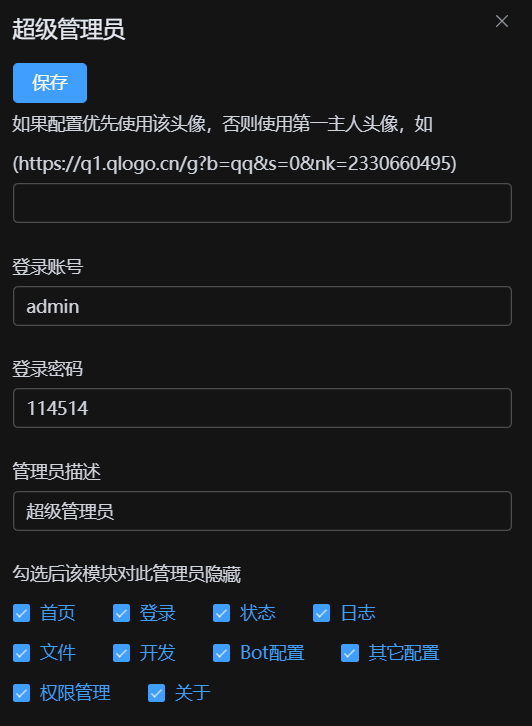 超级管理员
保存
如果配置优先使用该头像，否则使用第一主人头像，如
(https://q1.qlogo.cn/g?b=qq&s=0&nk=2330660495)
登录账号
admin
登录密码
114514
管理员描述
超级管理员
勾选后该模块对此管理员隐藏
首页 登录 状态 日志
文件 开发 Bot配置 其它配置
权限管理 关于